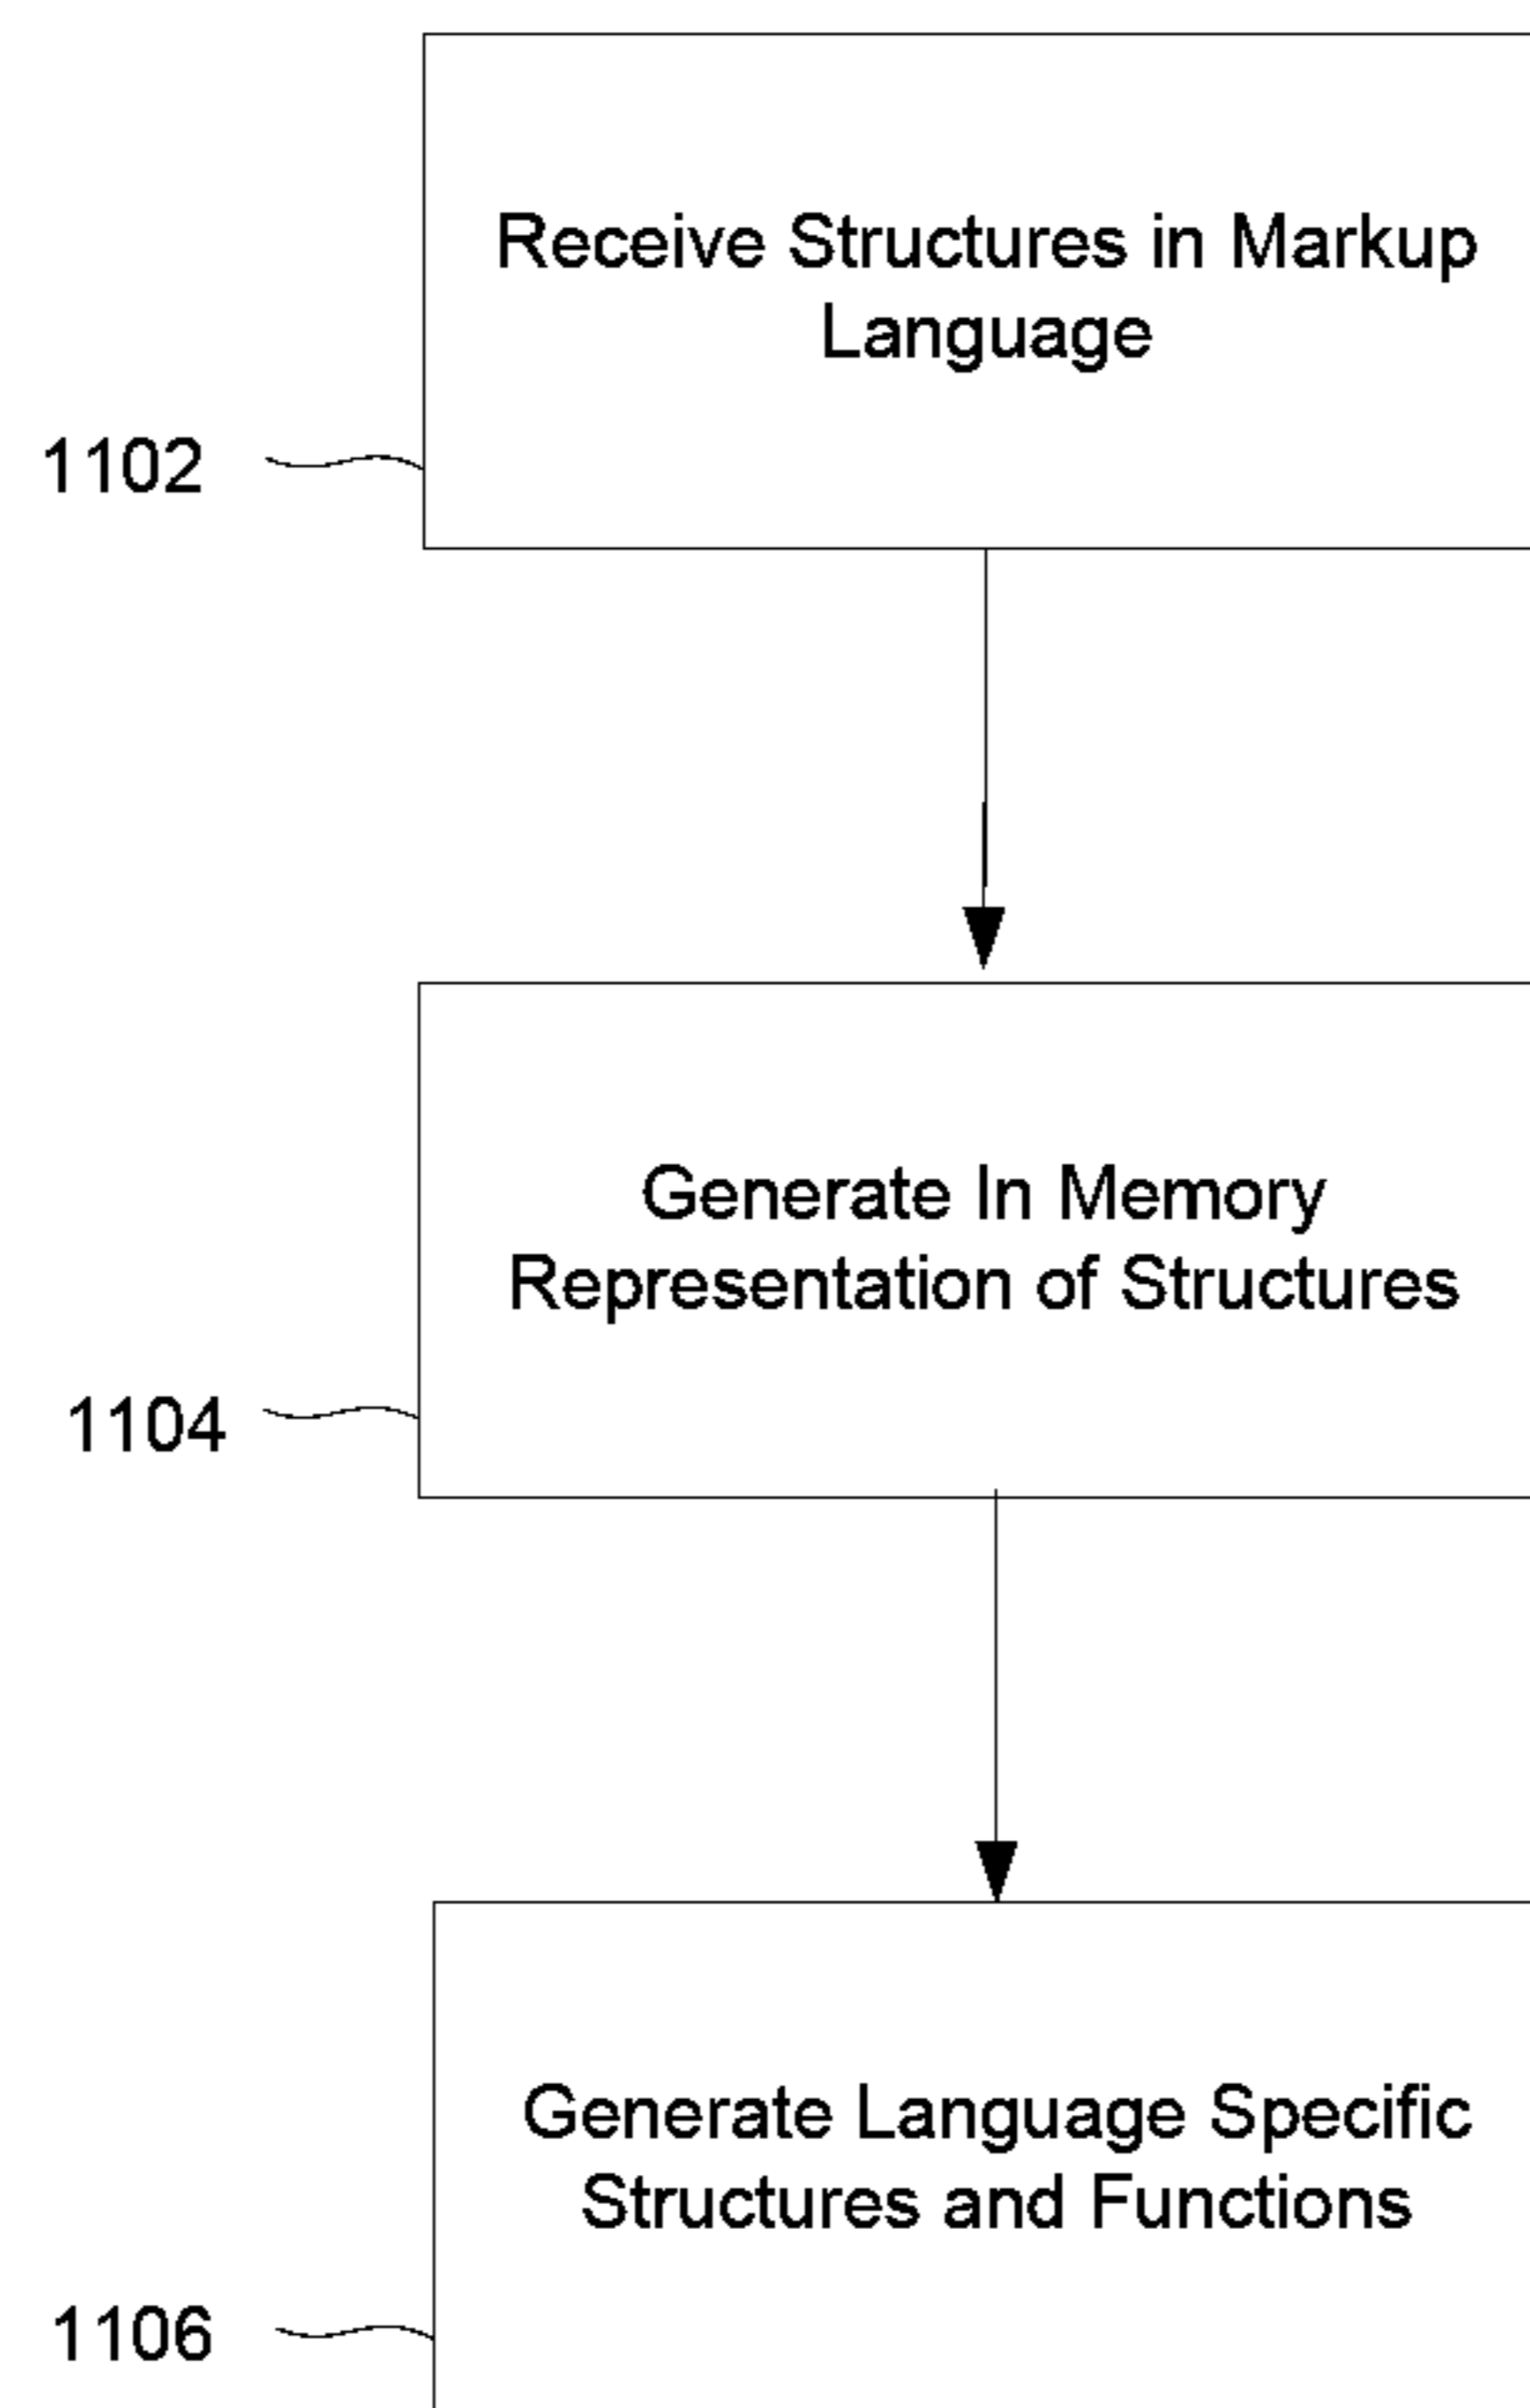 Receive Structures in Markup
Language
1102
Generate In Memory
Representation of Structures
1104
Generate Language Specific
Structures and Functions
1106